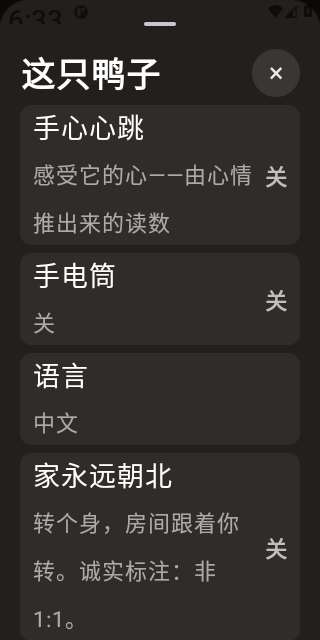 6:33
这只鸭子
×
手心心跳
感受它的心——由心情
推出来的读数
关
手电筒
关
关
语言
中文
家永远朝北
转个身，房间跟着你
转。诚实标注：非
1:1。
关